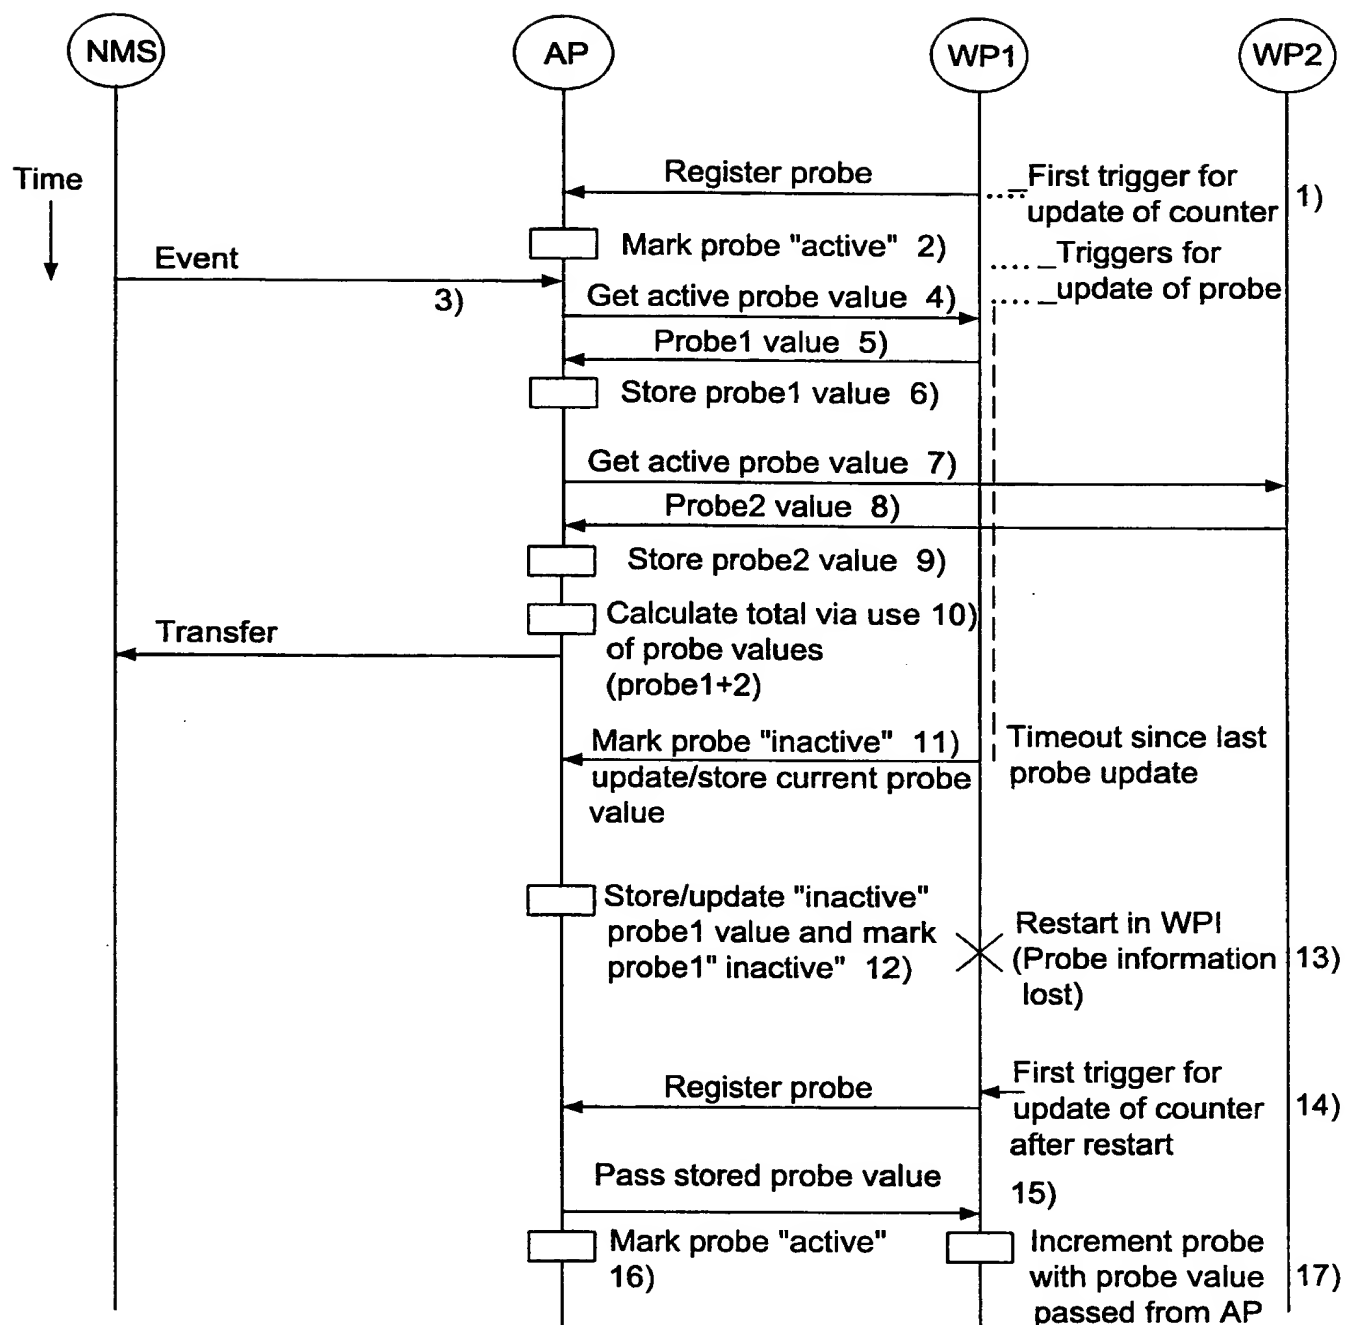 NMS
AP
WP1
WP2
Time
Register probe
First trigger for
update of counter
1)
Mark probe "active" 2)
Triggers for
update of probe
Event
3)
Get active probe value 4)
Probe1 value 5)
Store probe1 value 6)
Get active probe value 7)
Probe2 value 8)
Store probe2 value 9)
Calculate total via use 10)
of probe values
(probe1+2)
Transfer
Mark probe "inactive" 11)
update/store current probe
value
Timeout since last
probe update
Store/update "inactive"
probe1 value and mark
probe1" inactive" 12)
Restart in WPI
(Probe information
lost)
13)
Register probe
First trigger for
update of counter
after restart
14)
Pass stored probe value
15)
Mark probe "active"
16)
Increment probe
with probe value
passed from AP
17)